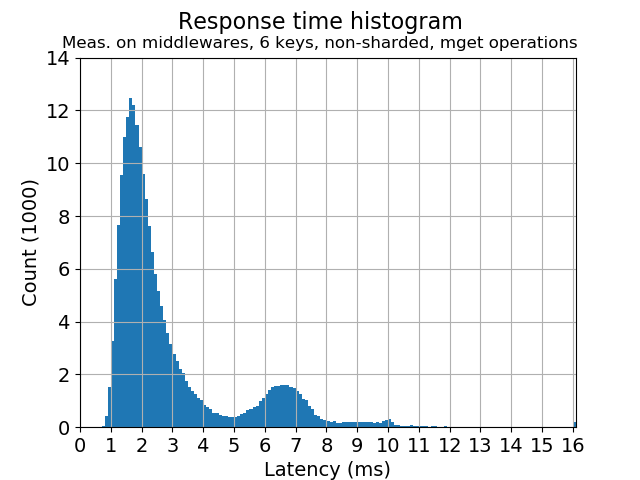 Response time histogram
Meas. on middlewares, 6 keys, non-sharded, mget operations
14
12
10
8
6
4
2
0
Count (1000)
0 1 2 3 4 5 6 7 8 9 10 11 12 13 14 15 16
Latency (ms)